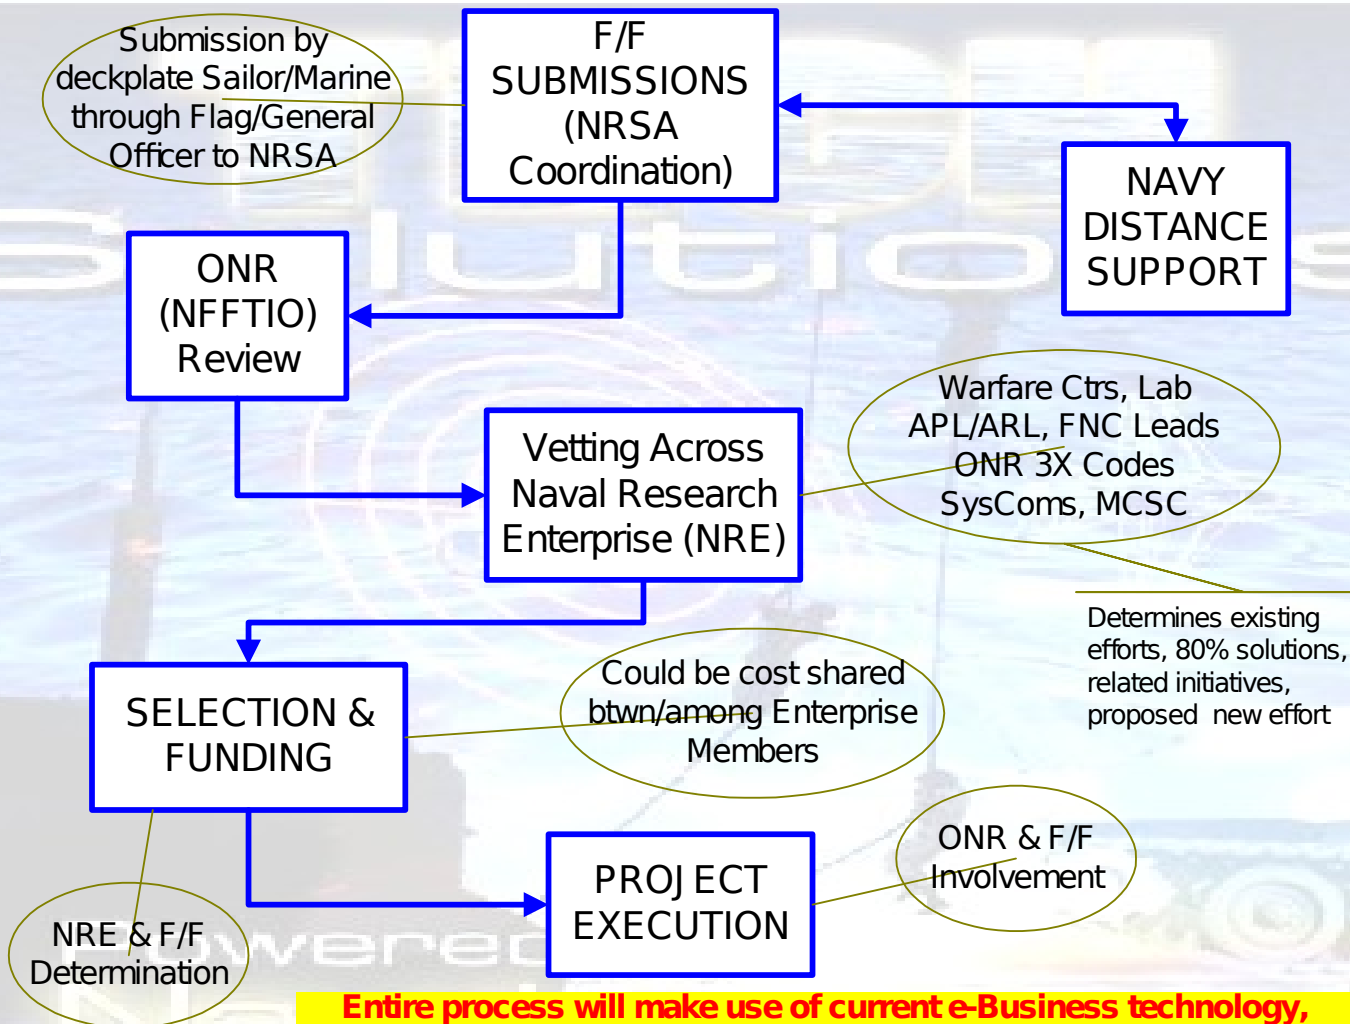 Submission by
deckplate Sailor/Marine
through Flag/General
Officer to NRSA
F/F
SUBMISSIONS
(NRSA
Coordination)
NAVY
DISTANCE
SUPPORT
ONR
(NFFTIO)
Review
Vetting Across
Naval Research
Enterprise (NRE)
Warfare Ctrs, Lab
APL/ARL, FNC Leads
ONR 3X Codes
SysComs, MCSC
Determines existing
efforts, 80% solutions,
related initiatives,
proposed new effort
SELECTION &
FUNDING
Could be cost shared
btwn/among Enterprise
Members
NRE & F/F
Determination
PROJECT
EXECUTION
ONR & F/F
Involvement
Solutions
Powered
Entire process will make use of current e-Business technology,